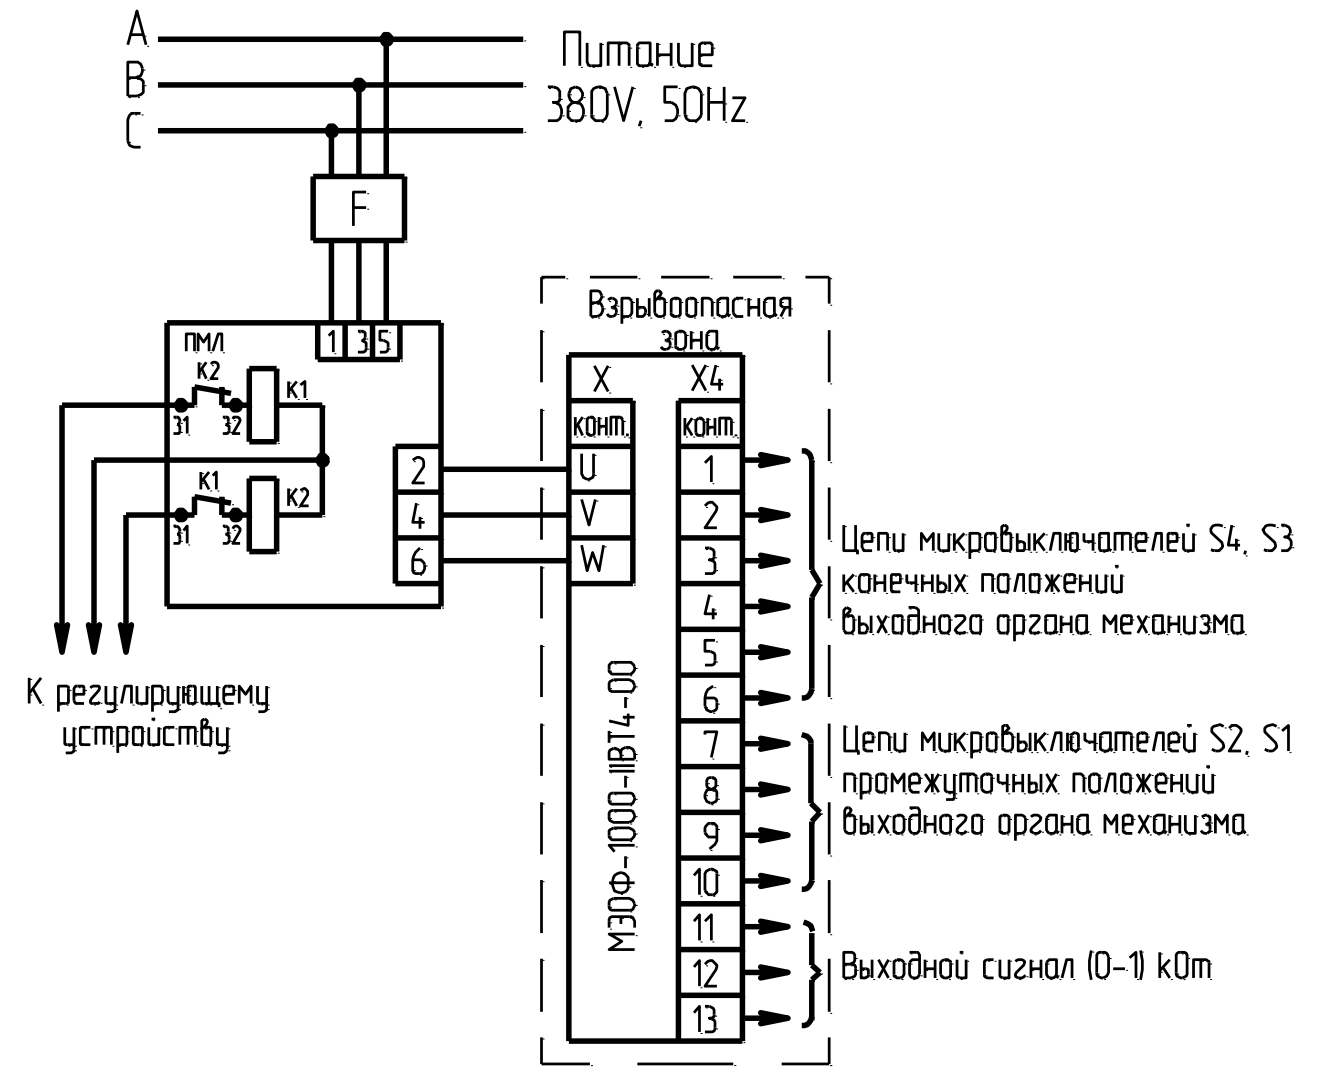 А
В
С
Питание
380V, 50Hz
F
Взрывоопасная
зона
ПМЛ
1 3 5
К2
К1
31 32
К1
К2
31 32
2
4
6
К регулирующему
устройству
X
конт.
U
V
W
МЭОФ-1000-IIВТ4-00
X4
конт.
1
2
3
4
5
6
7
8
9
10
11
12
13
Цепи микровыключателей S4, S3
конечных положений
выходного органа механизма
Цепи микровыключателей S2, S1
промежуточных положений
выходного органа механизма
Выходной сигнал (0-1) kOm